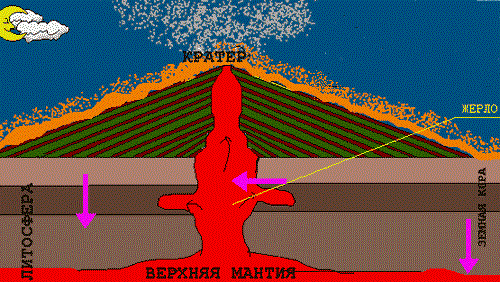 КРАТЕР
ЖЕРЛО
ЛИТОСФЕРА
ЗЕМНАЯ КОРА
ВЕРХНЯЯ МАНТИЯ